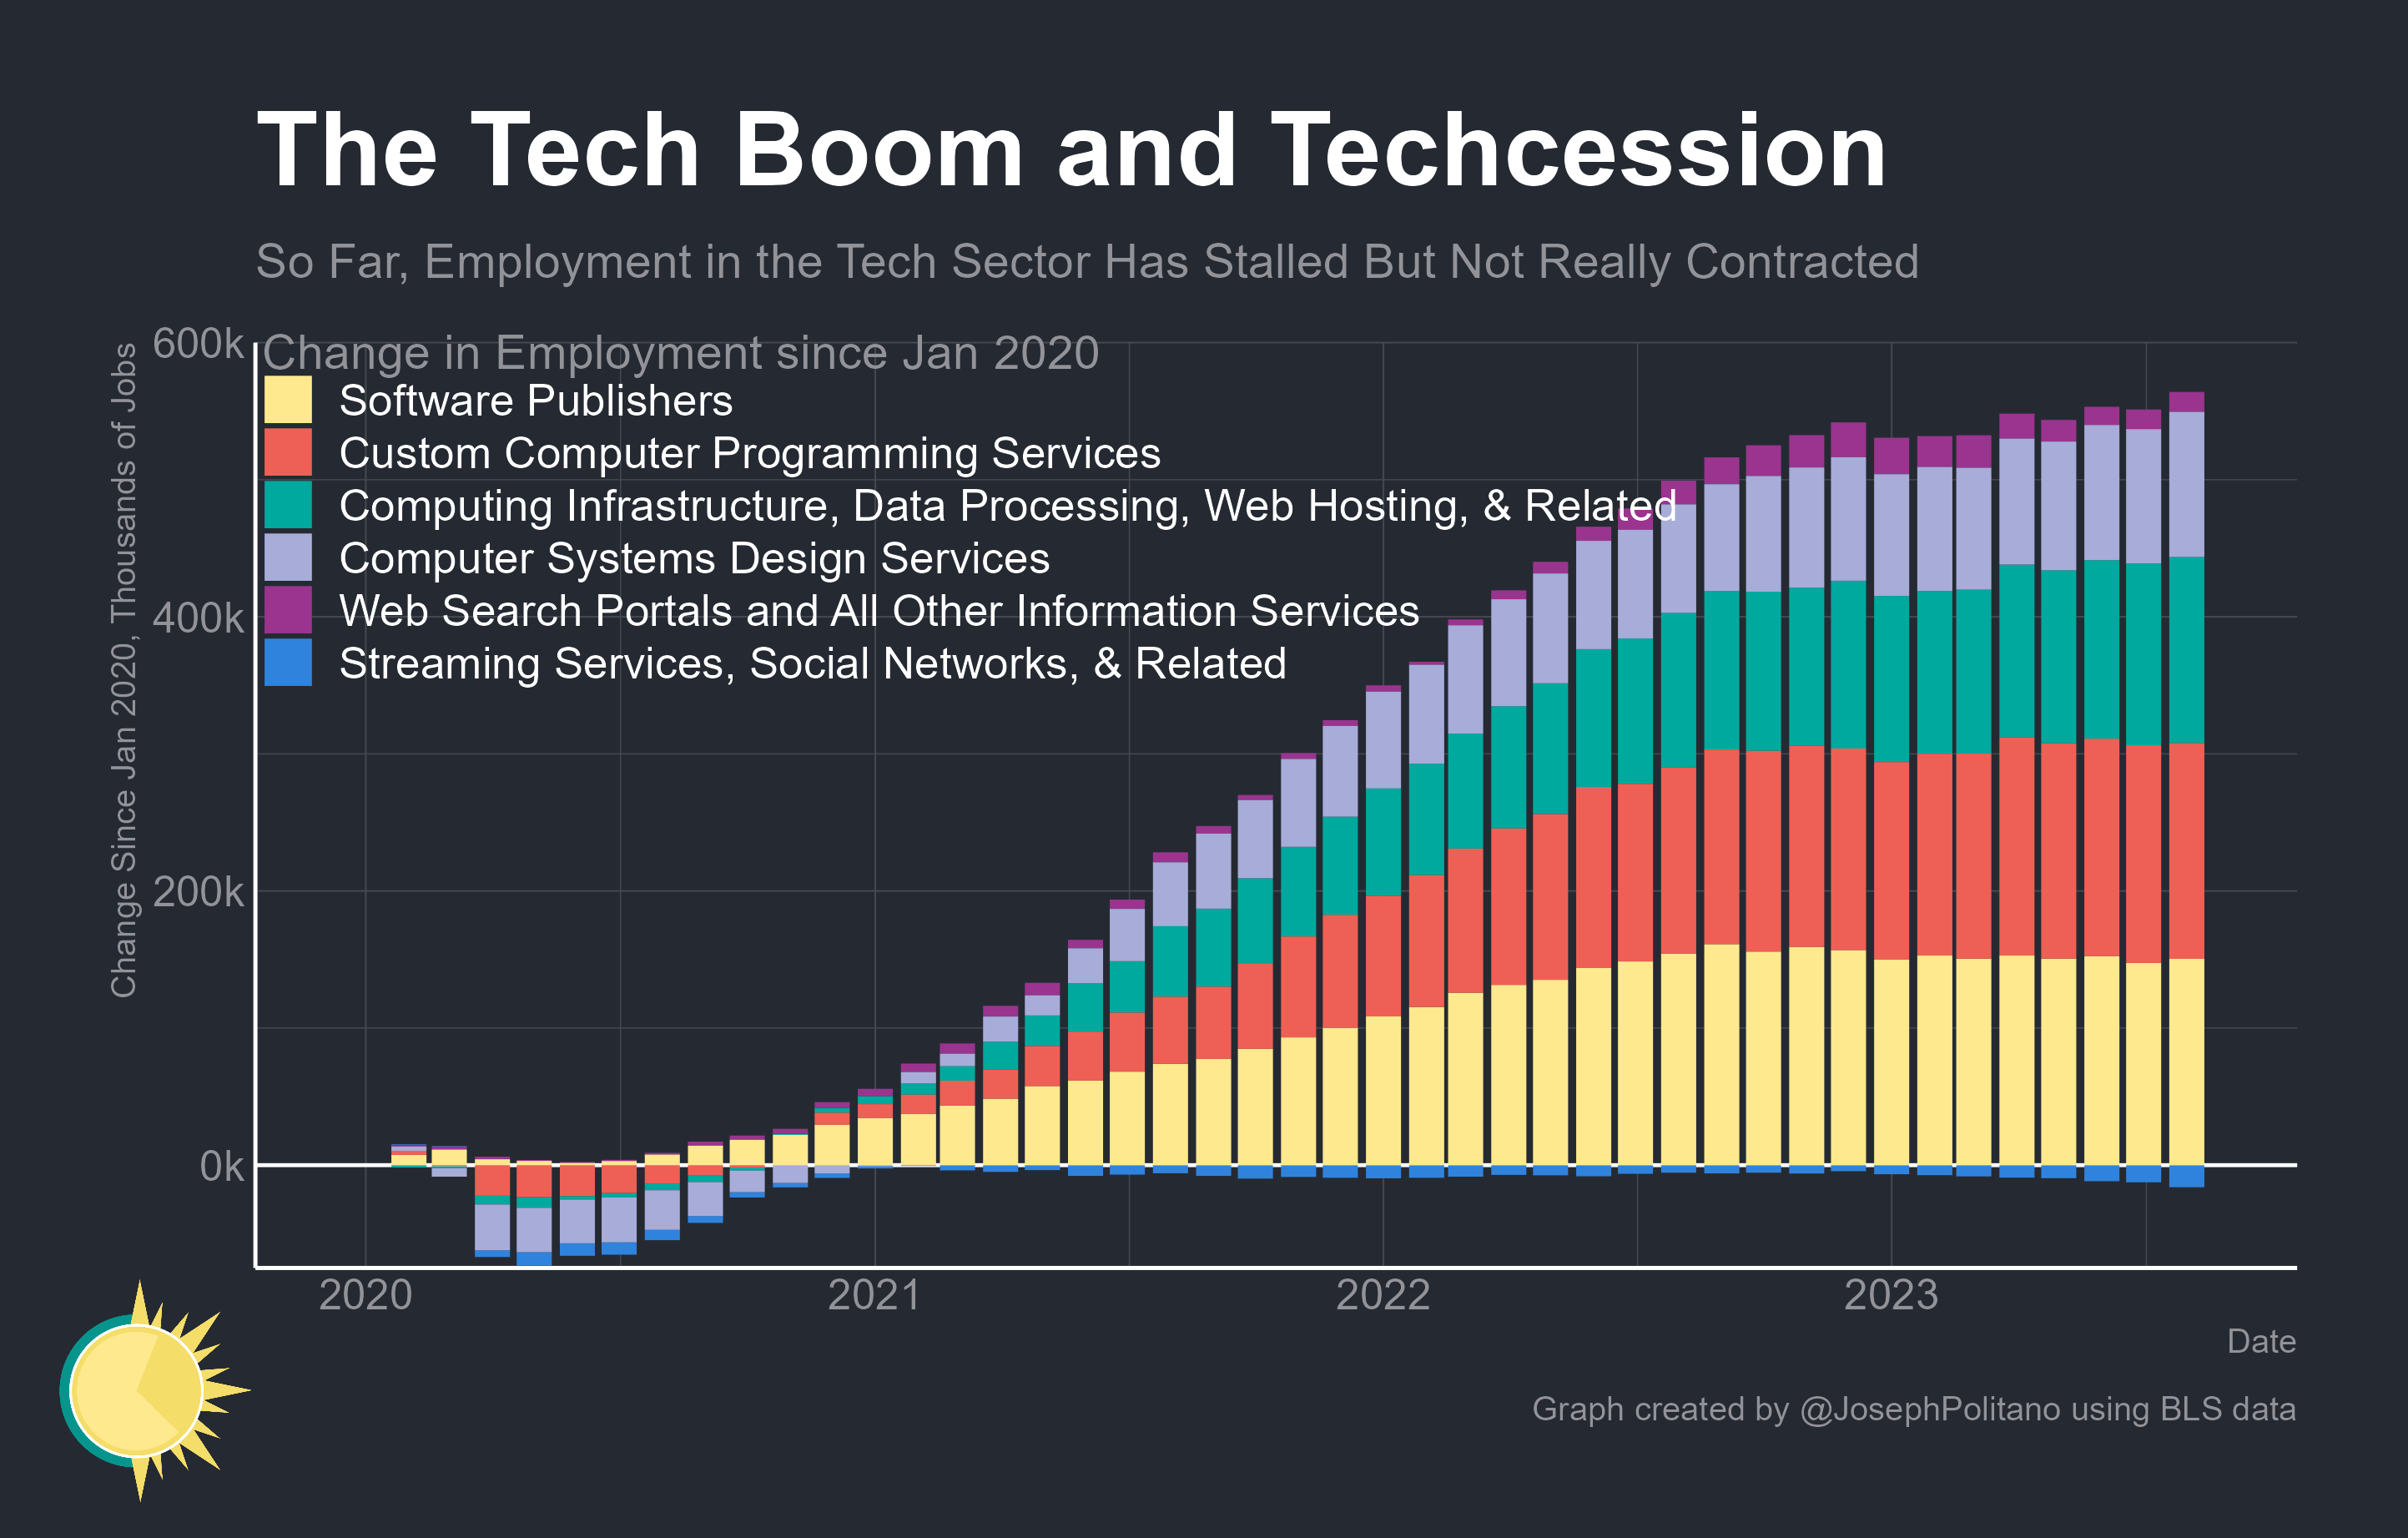 The Tech Boom and Techcession
So Far, Employment in the Tech Sector Has Stalled But Not Really Contracted
Change Since Jan 2020, Thousands of Jobs
600k
400k
200k
0k
Change in Employment since Jan 2020
Software Publishers
Custom Computer Programming Services
Computing Infrastructure, Data Processing, Web Hosting, & Related
Computer Systems Design Services
Web Search Portals and All Other Information Services
Streaming Services, Social Networks, & Related
2020 2021 2022 2023
Date
Graph created by @JosephPolitano using BLS data